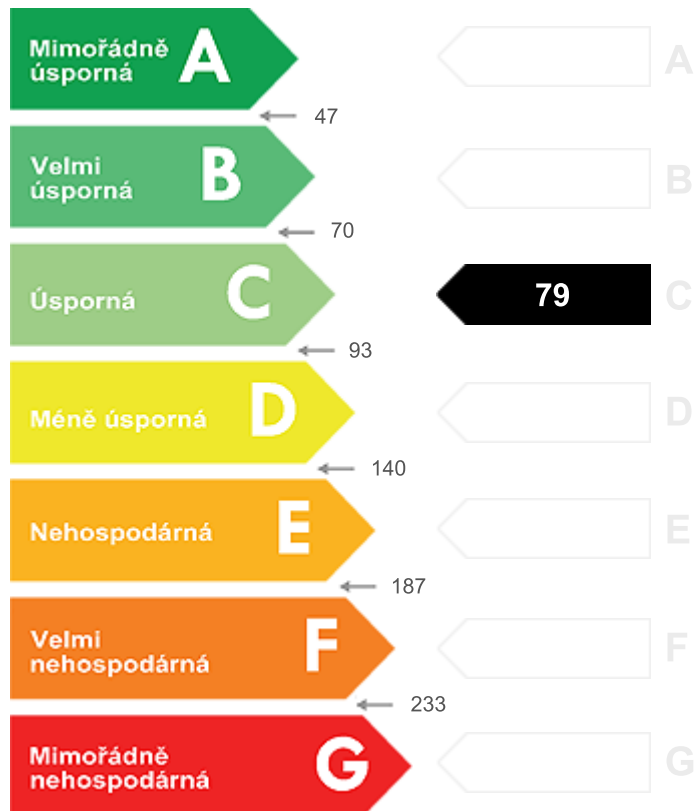 Mimořádně
úsporná
A
A
47
Velmi
úsporná
B
B
70
Úsporná
C
79
C
93
Méně úsporná
D
D
140
Nehospodárná
E
E
187
Velmi
nehospodárná
F
F
233
Mimořádně
nehospodárná
G
G